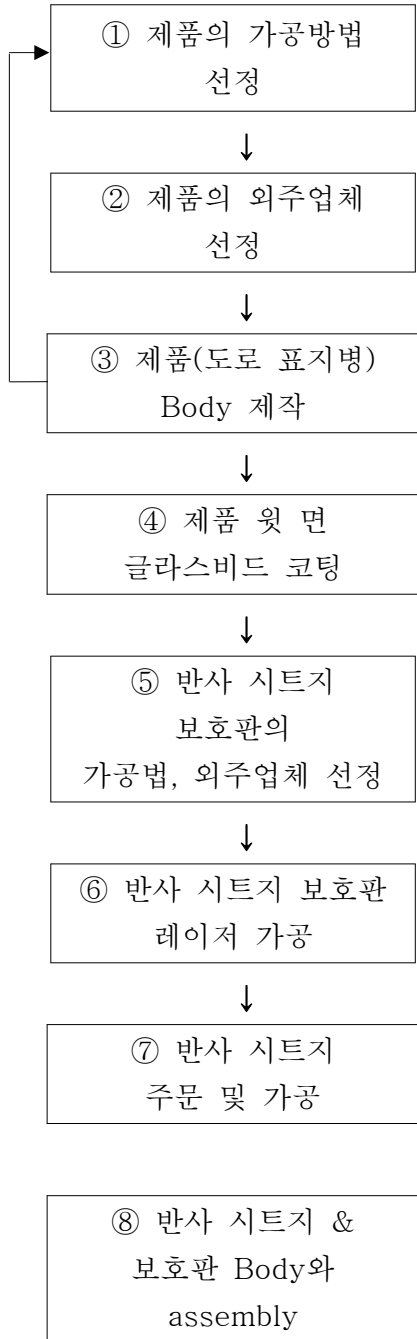 ① 제품의 가공방법
선정
↓
② 제품의 외주업체
선정
↓
③ 제품(도로 표지병)
Body 제작
↓
④ 제품 윗 면
글라스비드 코팅
↓
⑤ 반사 시트지
보호판의
가공법, 외주업체 선정
↓
⑥ 반사 시트지 보호판
레이저 가공
↓
⑦ 반사 시트지
주문 및 가공
⑧ 반사 시트지 &
보호판 Body와
assembly